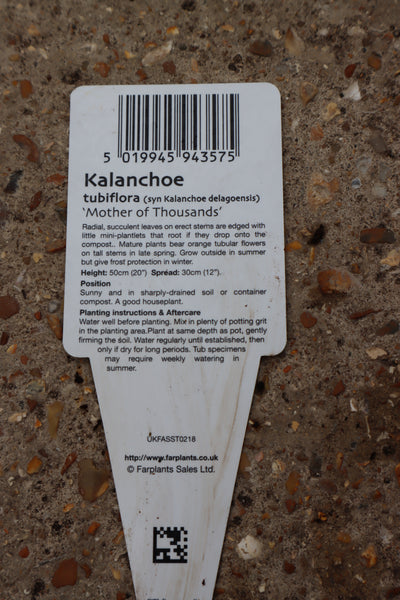 5 019945 943575
Kalanchoe
tubiflora (syn Kalanchoe delagoensis)
'Mother of Thousands'
Radial, succulent leaves on erect stems are edged with
little mini-plantlets that root if they drop onto the
compost.. Mature plants bear orange tubular flowers
on tall stems in late spring. Grow outside in summer
but give frost protection in winter.
Height: 50cm (20") Spread: 30cm (12").
Position
Sunny and in sharply-drained soil or container
compost. A good houseplant.
Planting instructions & Aftercare
Water well before planting. Mix in plenty of potting grit
in the planting area.Plant at same depth as pot, gently
firming the soil. Water regularly until established, then
only if dry for long periods. Tub specimens
may require weekly watering in
summer.
UKFASST0218
http://www.farplants.co.uk
© Farplants Sales Ltd.